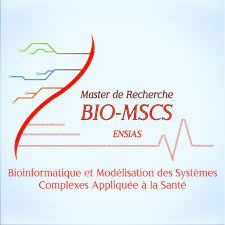 Master de Recherche
BIO-MSCS
ENSIAS
Bioinformatique et Modélisation des Systèmes
Complexes Appliquée à la Santé